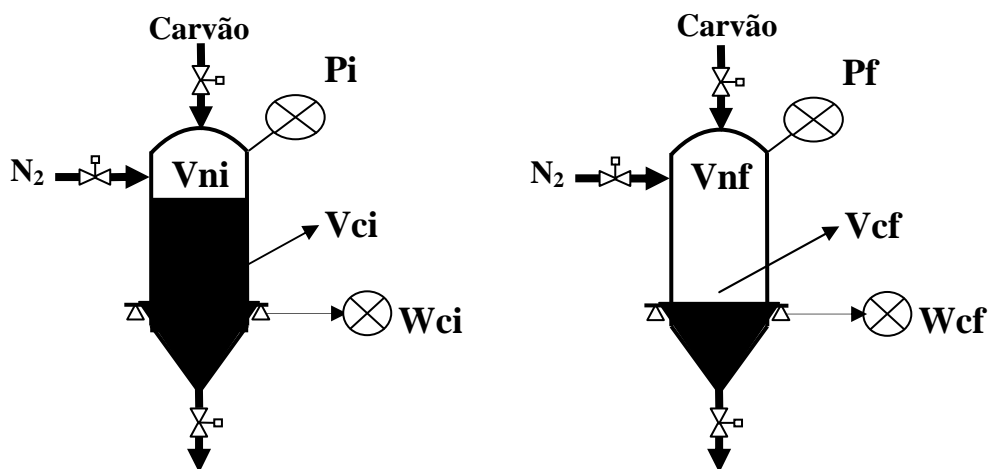 Carvão
Pi
N₂
Vni
Vci
Wci
Carvão
Pf
N₂
Vnf
Vcf
Wcf